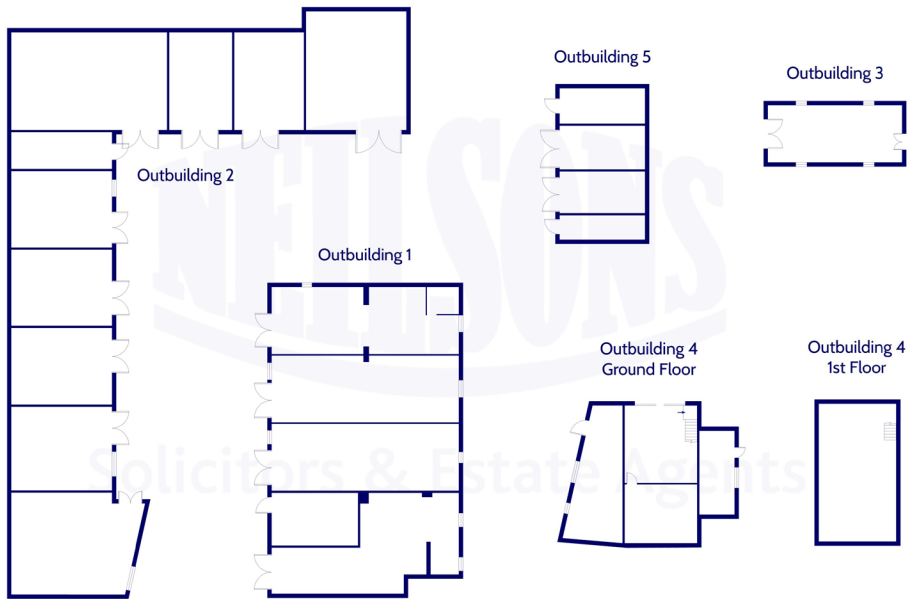 Outbuilding 5
Outbuilding 3
Outbuilding 2
Outbuilding 1
Outbuilding 4
Ground Floor
Outbuilding 4
1st Floor
NEILSONS
Solicitors & Estate Agents